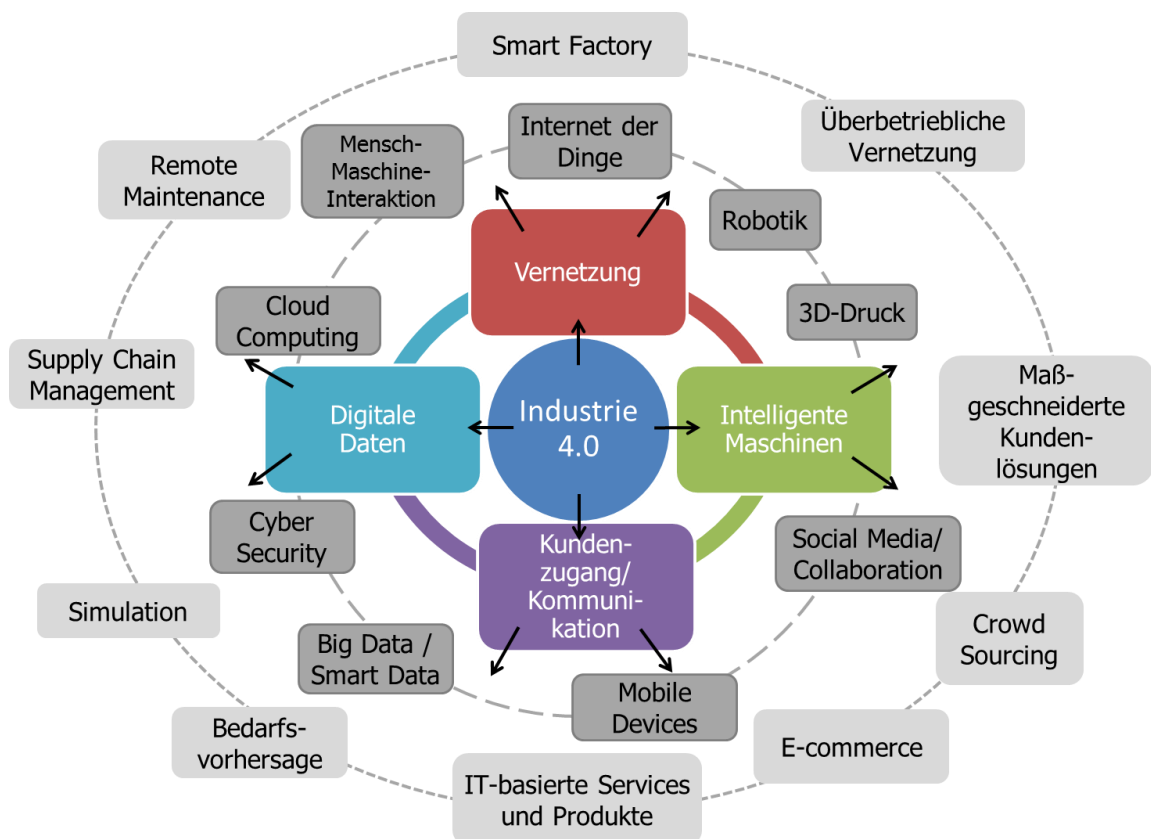 Smart Factory
Überbetriebliche
Vernetzung
Internet der
Dinge
Mensch-
Maschine-
Interaktion
Remote
Maintenance
Robotik
Vernetzung
Cloud
Computing
3D-Druck
Supply Chain
Management
Maß-
geschneiderte
Kunden-
lösungen
Digitale
Daten
Industrie
4.0
Intelligente
Maschinen
Cyber
Security
Kunden-
zugang/
Kommuni-
kation
Social Media/
Collaboration
Simulation
Crowd
Sourcing
Big Data /
Smart Data
Mobile
Devices
Bedarfs-
vorhersage
E-commerce
IT-basierte Services
und Produkte